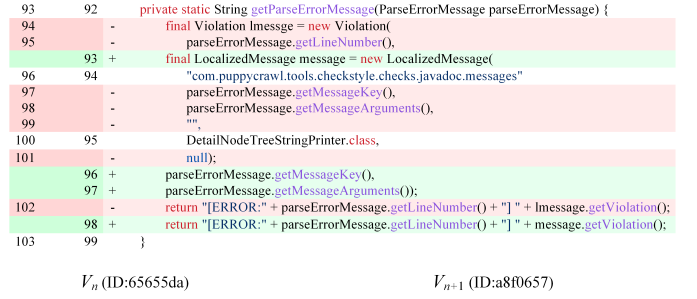 93 92 private static String getParseErrorMessage(ParseErrorMessage parseErrorMessage) {
94 - final Violation lmessge = new Violation(
95 - parseErrorMessage.getLineNumber(),
93 + final LocalizedMessage message = new LocalizedMessage(
96 94 "com.puppycrawl.tools.checkstyle.checks.javadoc.messages"
97 - parseErrorMessage.getMessageKey(),
98 - parseErrorMessage.getMessageArguments(),
99 - "",
100 95 DetailNodeTreeStringPrinter.class,
101 - null);
96 + parseErrorMessage.getMessageKey(),
97 + parseErrorMessage.getMessageArguments());
102 - return "[ERROR:" + parseErrorMessage.getLineNumber() + "] " + lmessage.getViolation();
98 + return "[ERROR:" + parseErrorMessage.getLineNumber() + "] " + message.getViolation();
103 99 }
Vn (ID:65655da) Vn+1 (ID:a8f0657)